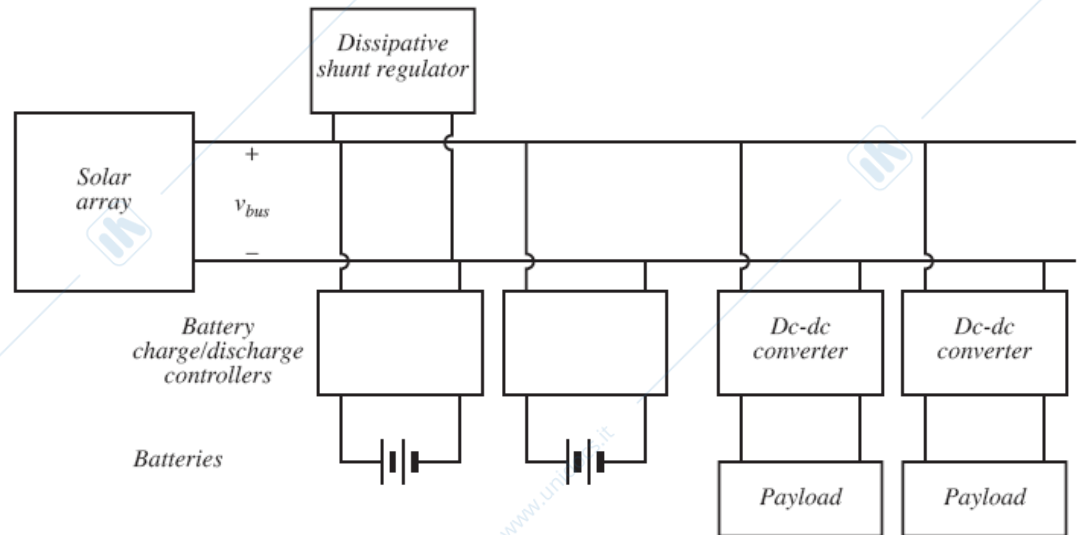 Dissipative
shunt regulator
Solar
array
+
v_bus
−
Battery
charge/discharge
controllers
Dc-dc
converter
Dc-dc
converter
Batteries
Payload
Payload